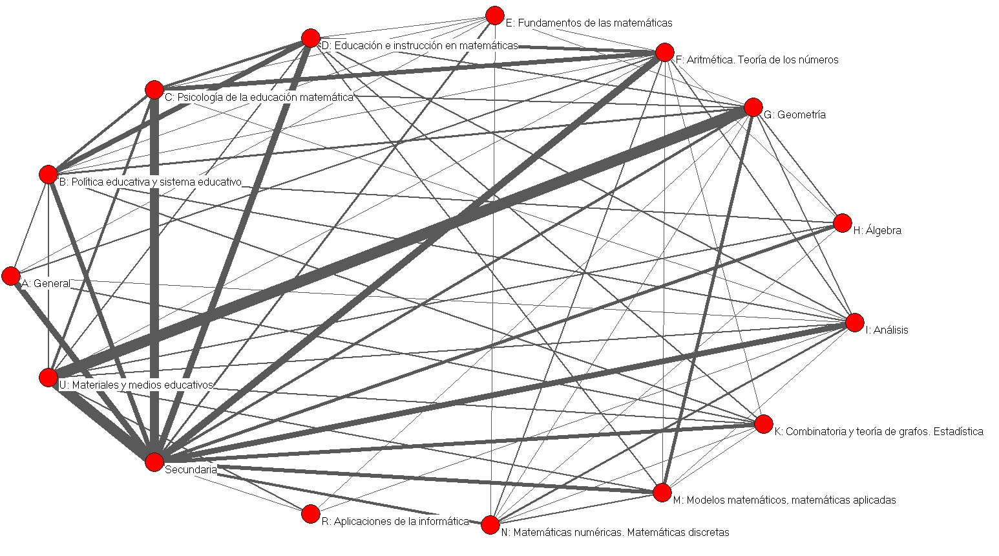 E: Fundamentos de las matemáticas
D: Educación e instrucción en matemáticas
F: Aritmética. Teoría de los números
C: Psicología de la educación matemática
G: Geometría
B: Política educativa y sistema educativo
H: Álgebra
A: General
I: Análisis
U: Materiales y medios educativos
K: Combinatoria y teoría de grafos. Estadística
Secundaria
M: Modelos matemáticos, matemáticas aplicadas
R: Aplicaciones de la informática
N: Matemáticas numéricas. Matemáticas discretas